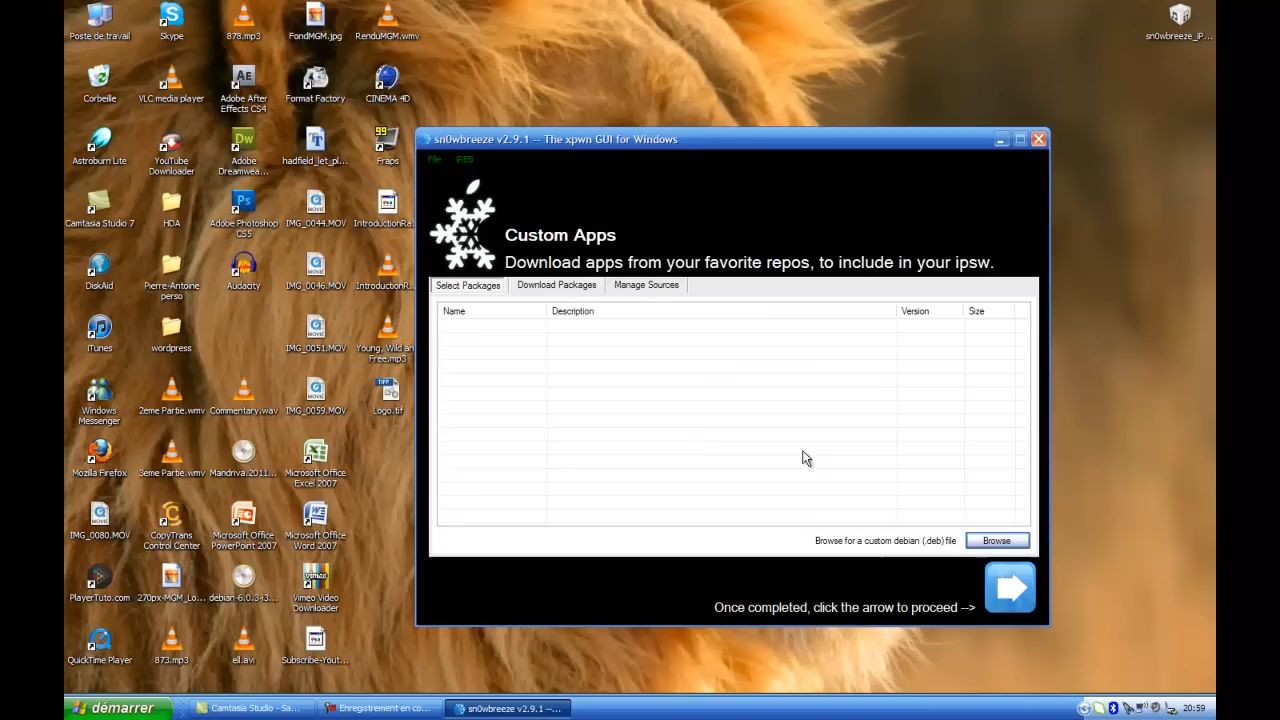 Poste de travail
Skype
878.mp3
FondMGM.jpg
RenduMGM.wmv
sn0wbreeze_iP...
Corbeille
VLC media player
Adobe After
Effects CS4
Format Factory
CINEMA 4D
Astroburn Lite
YouTube
Downloader
Adobe
Dreamwea...
hadfield_let_pl...
99
Fraps
Camtasia Studio 7
HDA
Adobe Photoshop
CS5
IMG_0044.MOV
IntroductionRa...
DiskAid
Pierre-Antoine
perso
Audacity
IMG_0046.MOV
IntroductionR...
iTunes
wordpress
IMG_0051.MOV
Young, Wild an
Free.mp3
Windows
Messenger
2eme Partie.wmv
Commentary.wav
IMG_0059.MOV
Logo.tif
Mozilla Firefox
3eme Partie.wmv
Mandriva.2011...
Microsoft Office
Excel 2007
IMG_0080.MOV
CopyTrans
Control Center
Microsoft Office
PowerPoint 2007
Microsoft Office
Word 2007
PlayerTuto.com
270px-MGM_Lo...
debian-6.0.3-i3...
Vimeo Video
Downloader
QuickTime Player
873.mp3
ell.avi
Subscribe-Yout...
sn0wbreeze v2.9.1 -- The xpwn GUI for Windows
File iREB
Custom Apps
Download apps from your favorite repos, to include in your ipsw.
Select Packages Download Packages Manage Sources
Name Description Version Size
Browse for a custom debian (.deb) file Browse
Once completed, click the arrow to proceed -->
démarrer
Camtasia Studio - Sa...
Enregistrement en co...
sn0wbreeze v2.9.1 --...
20:59